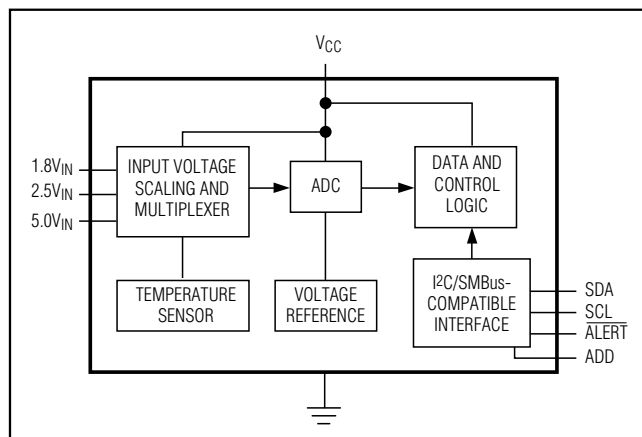 VCC
1.8VIN
2.5VIN
5.0VIN
INPUT VOLTAGE
SCALING AND
MULTIPLEXER
ADC
DATA AND
CONTROL
LOGIC
TEMPERATURE
SENSOR
VOLTAGE
REFERENCE
I²C/SMBus-
COMPATIBLE
INTERFACE
SDA
SCL
ALERT
ADD